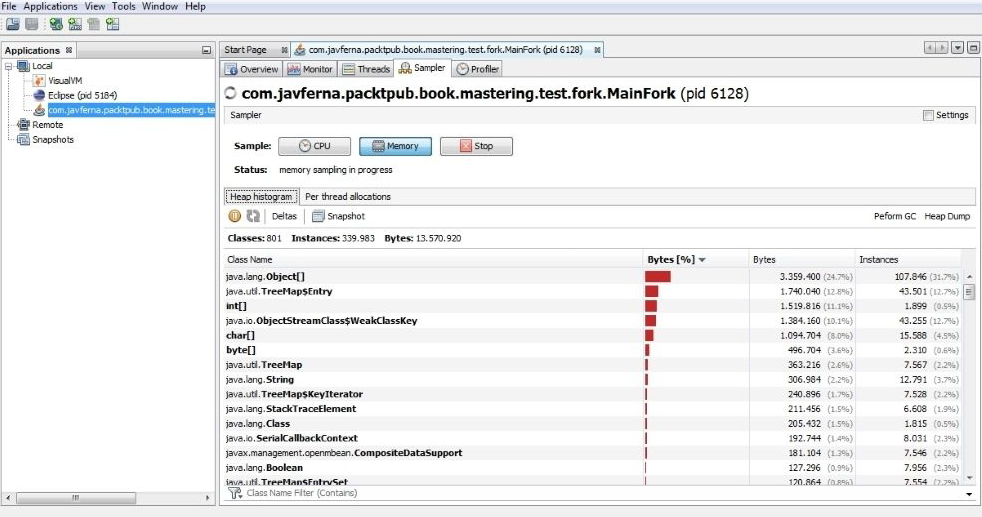 File Applications View Tools Window Help
Applications
Start Page
com.javferna.packtpub.book.mastering.test.fork.MainFork (pid 6128)
Local
VisualVM
Eclipse (pid 5184)
com.javferna.packtpub.book.mastering.te
Remote
Snapshots
Overview Monitor Threads Sampler Profiler
com.javferna.packtpub.book.mastering.test.fork.MainFork (pid 6128)
Sampler Settings
Sample: CPU Memory Stop
Status: memory sampling in progress
Heap histogram Per thread allocations
Deltas Snapshot Peform GC Heap Dump
Classes: 801 Instances: 339.983 Bytes: 13.570.920
Class Name Bytes [%] Bytes Instances
java.lang.Object[] 3.359.400 (24.7%) 107.846 (31.7%)
java.util.TreeMap$Entry 1.740.040 (12.8%) 43.501 (12.7%)
int[] 1.519.816 (11.1%) 1.899 (0.5%)
java.io.ObjectStreamClass$WeakClassKey 1.384.160 (10.1%) 43.255 (12.7%)
char[] 1.094.704 (8.0%) 15.588 (4.5%)
byte[] 496.704 (3.6%) 2.310 (0.6%)
java.util.TreeMap 363.216 (2.6%) 7.567 (2.2%)
java.lang.String 306.984 (2.2%) 12.791 (3.7%)
java.util.TreeMap$KeyIterator 240.896 (1.7%) 7.528 (2.2%)
java.lang.StackTraceElement 211.456 (1.5%) 6.608 (1.9%)
java.lang.Class 205.432 (1.5%) 1.815 (0.5%)
java.io.SerialCallbackContext 192.744 (1.4%) 8.031 (2.3%)
javax.management.openmbean.CompositeDataSupport 181.104 (1.3%) 7.546 (2.2%)
java.lang.Boolean 127.296 (0.9%) 7.956 (2.3%)
java.util.TreeMap$EntrySet 120.864 (0.8%) 7.554 (2.2%)
Class Name Filter (Contains)